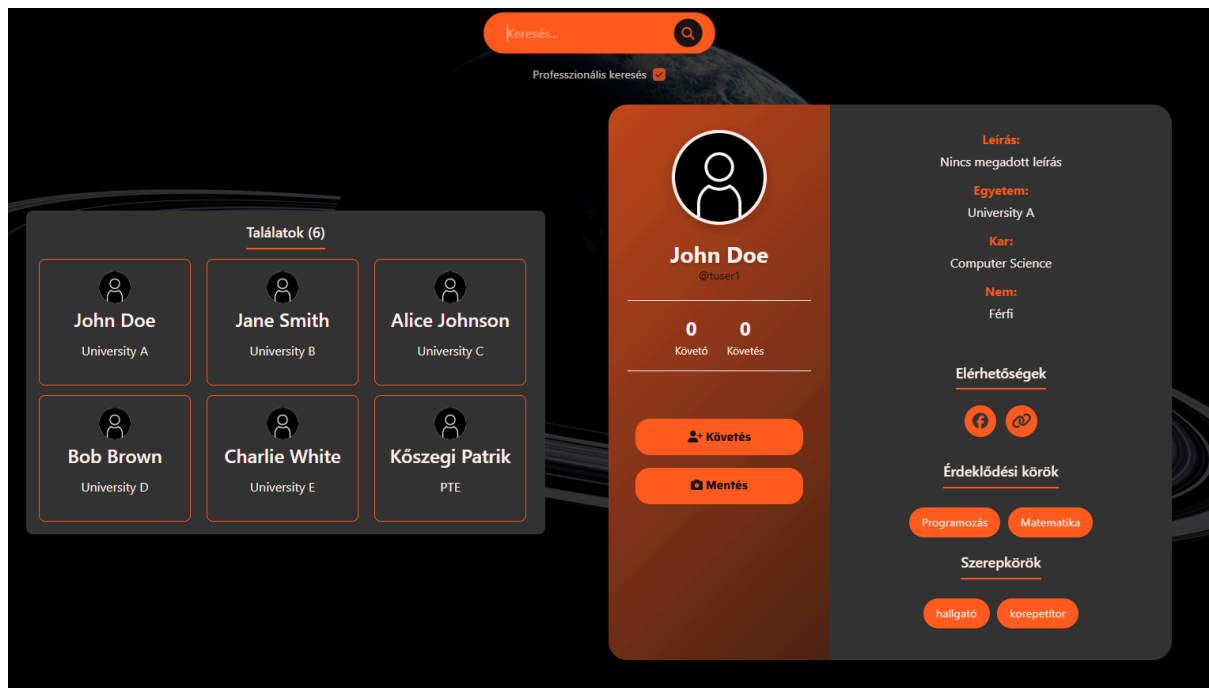 Keresés...
Professzionális keresés
Találatok (6)
John Doe
University A
Jane Smith
University B
Alice Johnson
University C
Bob Brown
University D
Charlie White
University E
Kőszegi Patrik
PTE
John Doe
@tuser1
0
Követő
0
Követés
Követés
Mentés
Leírás:
Nincs megadott leírás
Egyetem:
University A
Kar:
Computer Science
Nem:
Férfi
Elérhetőségek
Érdeklődési körök
Programozás
Matematika
Szerepkörök
hallgató
korepetítor